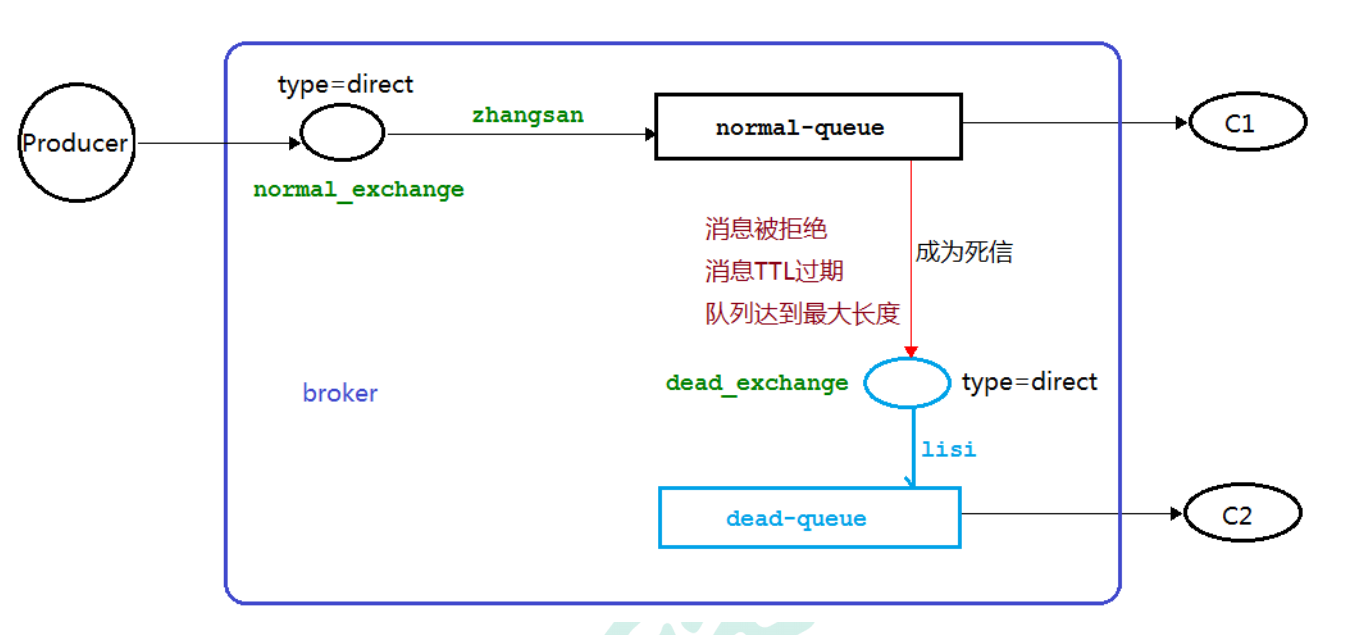 type=direct
Producer
zhangsan
normal-queue
C1
normal_exchange
消息被拒绝
消息TTL过期
队列达到最大长度
成为死信
broker
dead_exchange
type=direct
lisi
dead-queue
C2